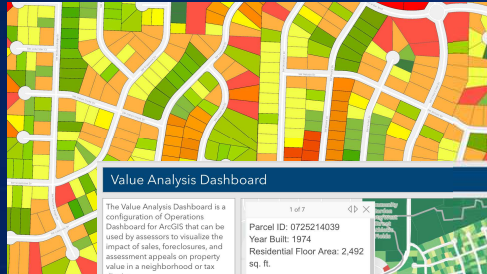 Value Analysis Dashboard
The Value Analysis Dashboard is a
configuration of Operations
Dashboard for ArcGIS that can be
used by assessors to visualize the
impact of sales, foreclosures, and
assessment appeals on property
value in a neighborhood or tax
1 of 7
Parcel ID: 0725214039
Year Built: 1974
Residential Floor Area: 2,492
sq. ft.